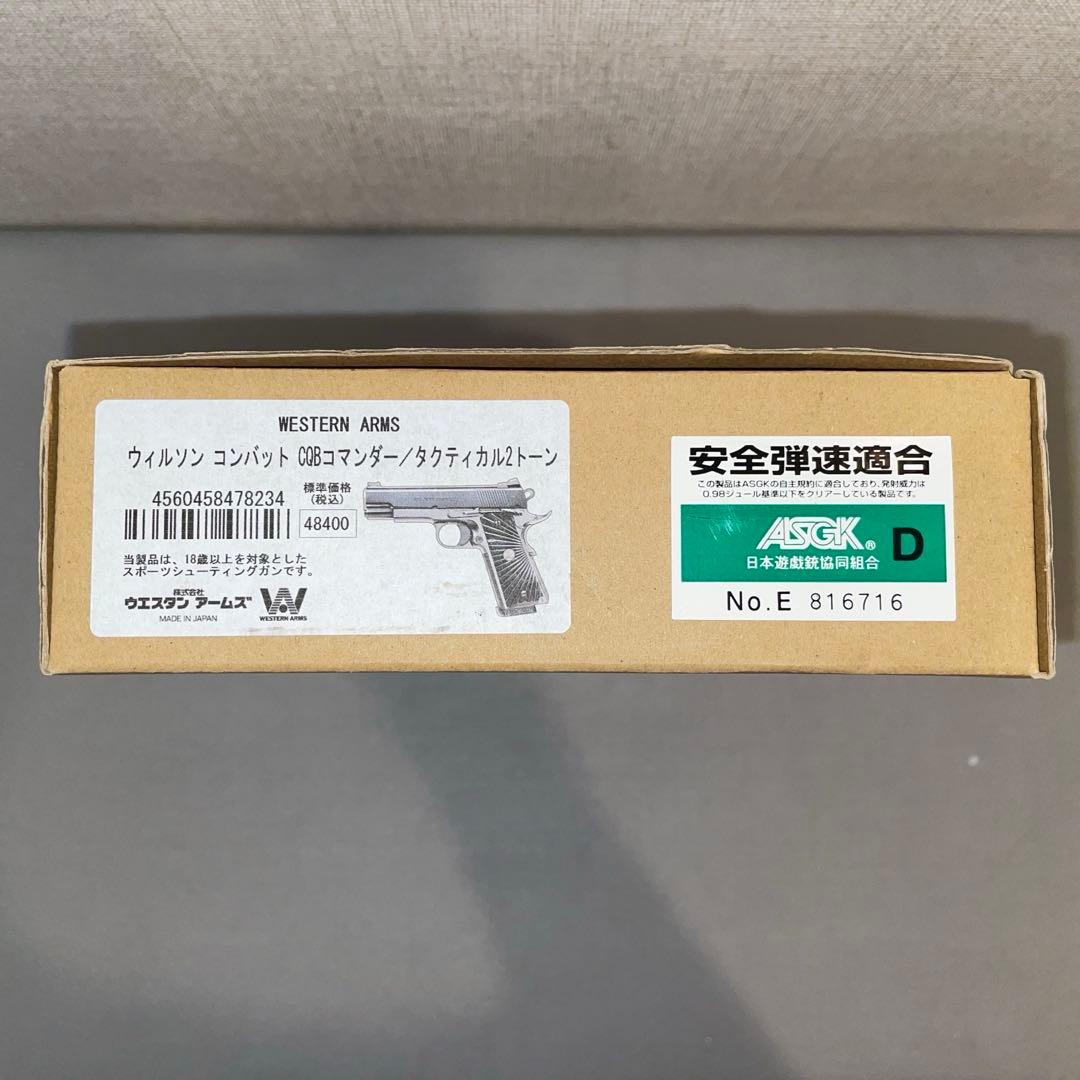 WESTERN ARMS
ウィルソン コンバット CQBコマンダー／タクティカル2トーン
4560458478234
標準価格
(税込)
48400
当製品は、18歳以上を対象とした
スポーツシューティングガンです。
株式会社
ウエスタン アームズ
MADE IN JAPAN
WESTERN ARMS
安全弾速適合
この製品はASGKの自主規約に適合しており、発射威力は
0.98ジュール基準以下をクリアーしている製品です。
ASGK® D
日本遊戯銃協同組合
No.E 816716